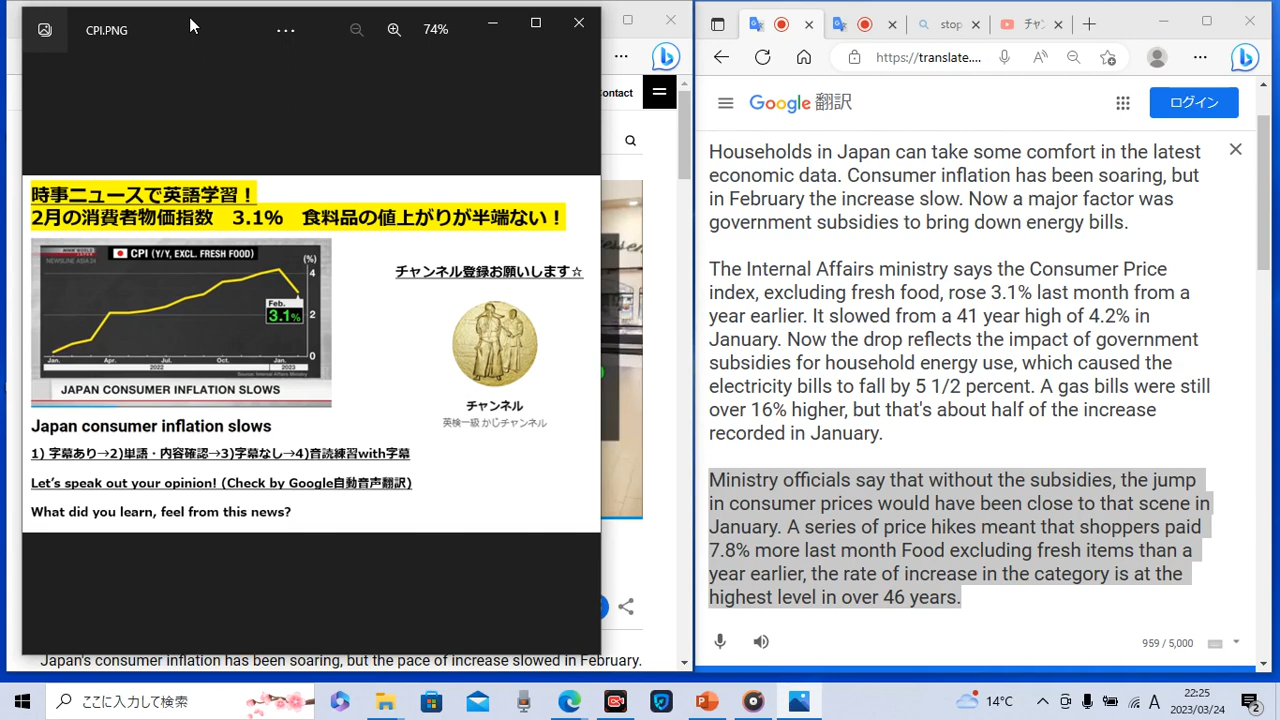 CPI.PNG
74%
時事ニュースで英語学習！
2月の消費者物価指数　3.1%　食料品の値上がりが半端ない！
NHK WORLD JAPAN
NEWSLINE ASIA 24
CPI (Y/Y, EXCL. FRESH FOOD)
(%)
4
Feb.
3.1%
2
0
Jan. Apr. Jul. Oct. Jan.
2022 2023
Source: Internal Affairs Ministry
JAPAN CONSUMER INFLATION SLOWS
チャンネル登録お願いします☆
チャンネル
英検一級 かじチャンネル
Japan consumer inflation slows
1) 字幕あり→2)単語・内容確認→3)字幕なし→4)音読練習with字幕
Let's speak out your opinion! (Check by Google自動音声翻訳)
What did you learn, feel from this news?
ontact
Japan's consumer inflation has been soaring, but the pace of increase slowed in February.
stop
チャン
https://translate....
Google 翻訳
ログイン
Households in Japan can take some comfort in the latest
economic data. Consumer inflation has been soaring, but
in February the increase slow. Now a major factor was
government subsidies to bring down energy bills.
The Internal Affairs ministry says the Consumer Price
index, excluding fresh food, rose 3.1% last month from a
year earlier. It slowed from a 41 year high of 4.2% in
January. Now the drop reflects the impact of government
subsidies for household energy use, which caused the
electricity bills to fall by 5 1/2 percent. A gas bills were still
over 16% higher, but that's about half of the increase
recorded in January.
Ministry officials say that without the subsidies, the jump
in consumer prices would have been close to that scene in
January. A series of price hikes meant that shoppers paid
7.8% more last month Food excluding fresh items than a
year earlier, the rate of increase in the category is at the
highest level in over 46 years.
959 / 5,000
ここに入力して検索
14°C
A
22:25
2023/03/24
2